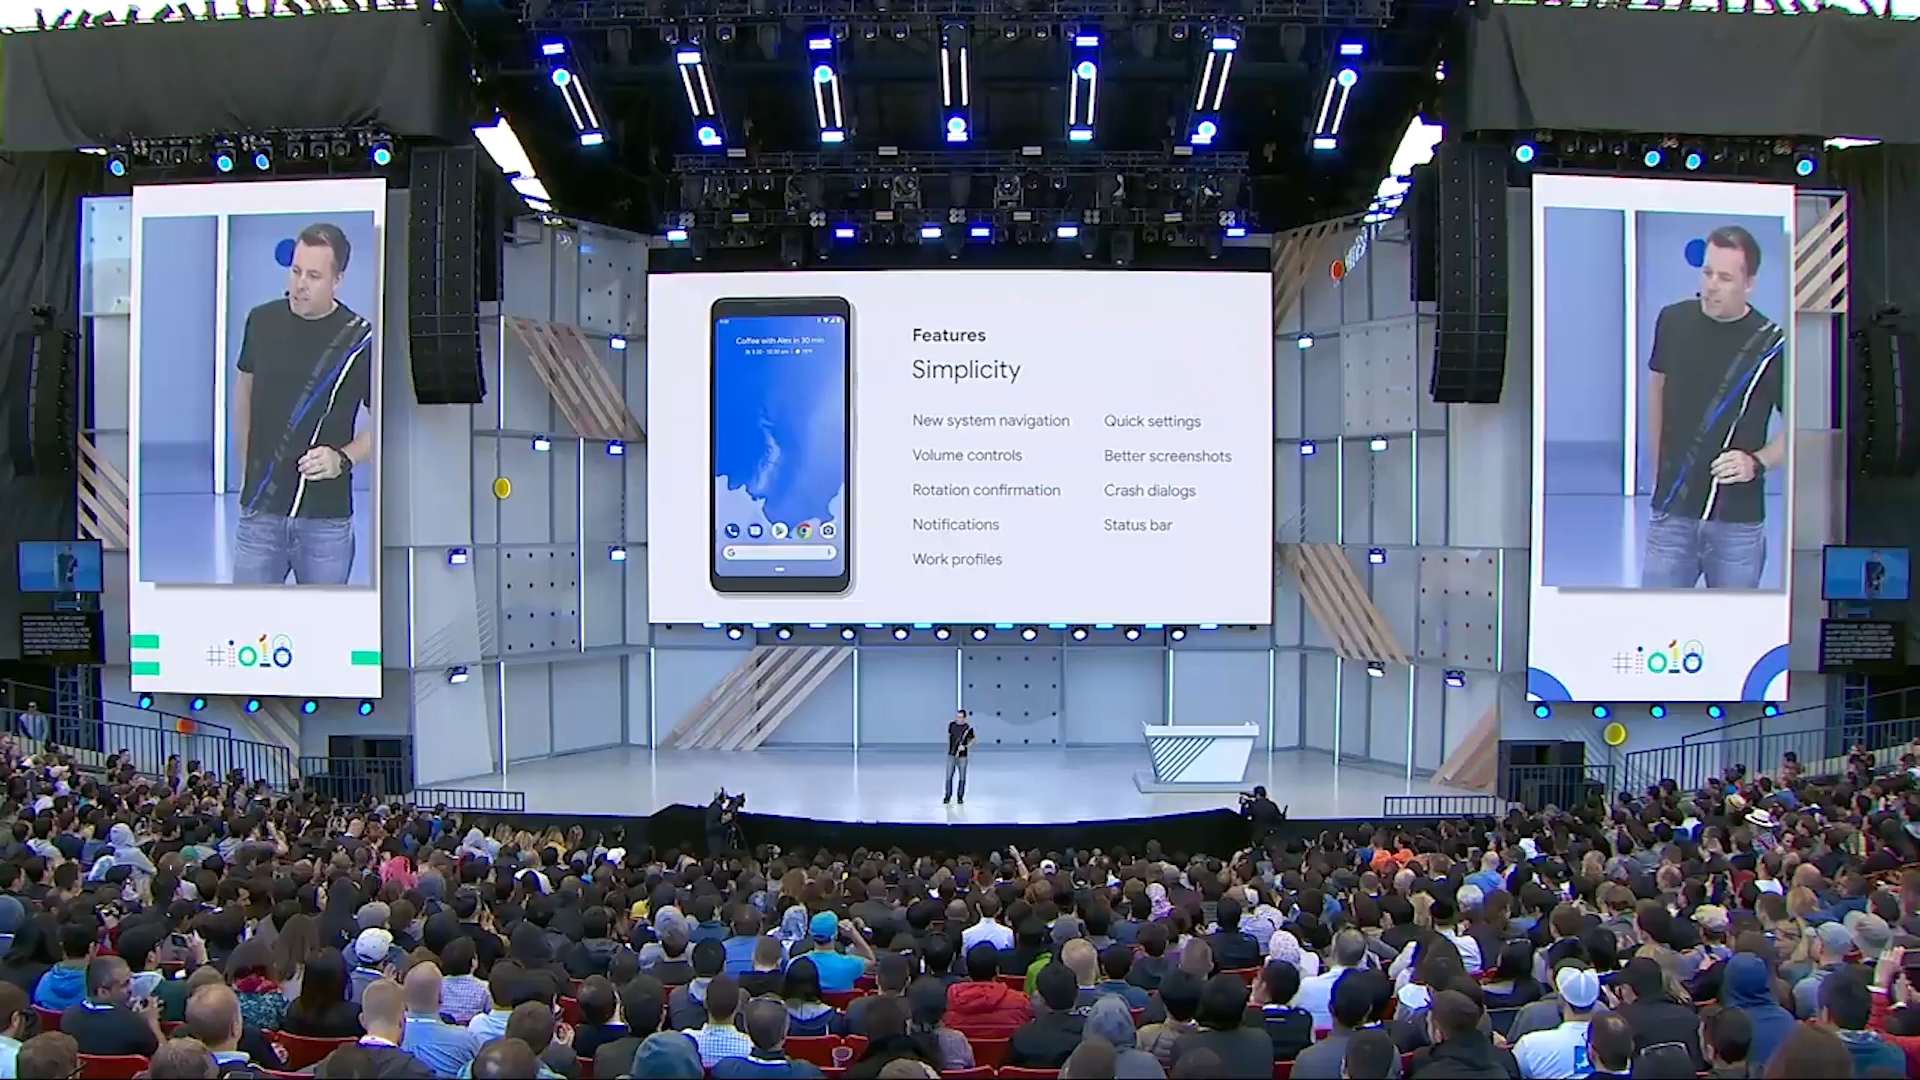 Coffee with Alex in 30 min
Features
Simplicity
New system navigation
Quick settings
Volume controls
Better screenshots
Rotation confirmation
Crash dialogs
Notifications
Status bar
Work profiles
#io18
#io18